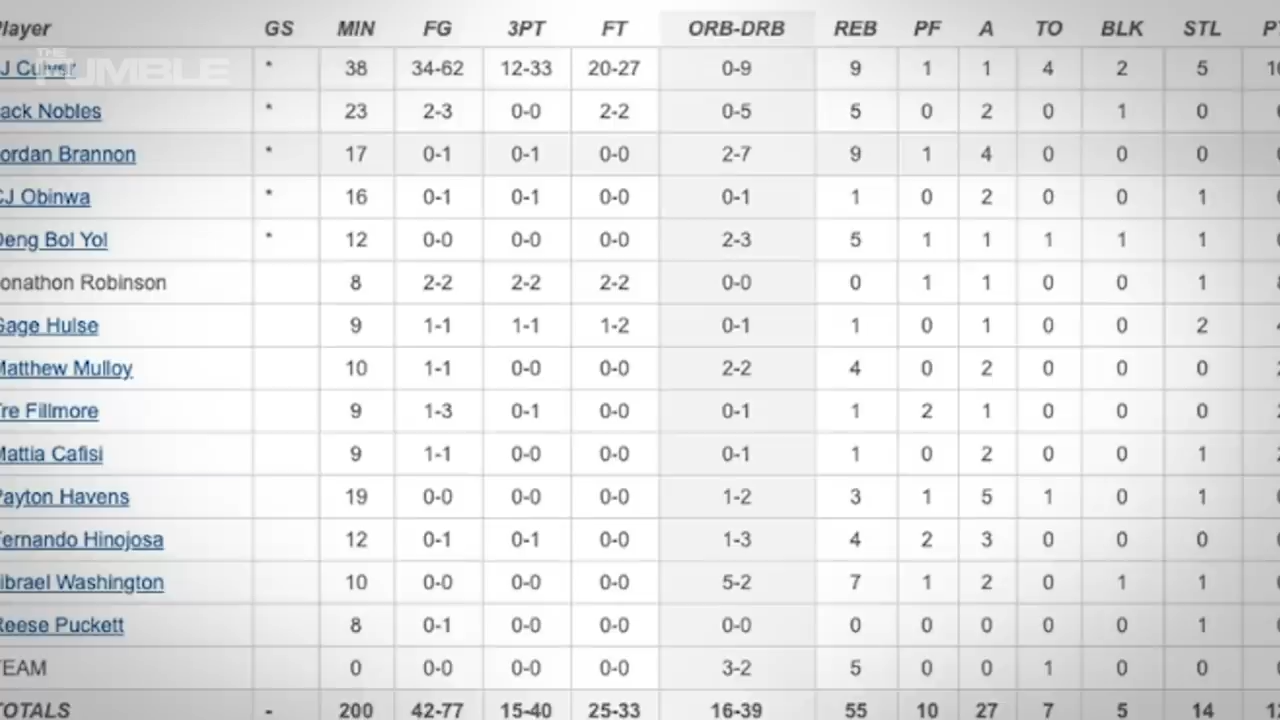 Player GS MIN FG 3PT FT ORB-DRB REB PF A TO BLK STL
THE RUMBLE
J Culver * 38 34-62 12-33 20-27 0-9 9 1 1 4 2 5 10
ack Nobles * 23 2-3 0-0 2-2 0-5 5 0 2 0 1 0
ordan Brannon * 17 0-1 0-1 0-0 2-7 9 1 4 0 0 0
CJ Obinwa * 16 0-1 0-1 0-0 0-1 1 0 2 0 0 1
Deng Bol Yol * 12 0-0 0-0 0-0 2-3 5 1 1 1 1 1
onathon Robinson 8 2-2 2-2 2-2 0-0 0 1 1 0 0 1
Gage Hulse 9 1-1 1-1 1-2 0-1 1 0 1 0 0 2
Matthew Mulloy 10 1-1 0-0 0-0 2-2 4 0 2 0 0 0
Tre Fillmore 9 1-3 0-1 0-0 0-1 1 2 1 0 0 0
Mattia Cafisi 9 1-1 0-0 0-0 0-1 1 0 2 0 0 1
Payton Havens 19 0-0 0-0 0-0 1-2 3 1 5 1 0 1
Fernando Hinojosa 12 0-1 0-1 0-0 1-3 4 2 3 0 0 0
ibrael Washington 10 0-0 0-0 0-0 5-2 7 1 2 0 1 1
Reese Puckett 8 0-1 0-0 0-0 0-0 0 0 0 0 0 1
TEAM 0 0-0 0-0 0-0 3-2 5 0 0 1 0 0
TOTALS - 200 42-77 15-40 25-33 16-39 55 10 27 7 5 14